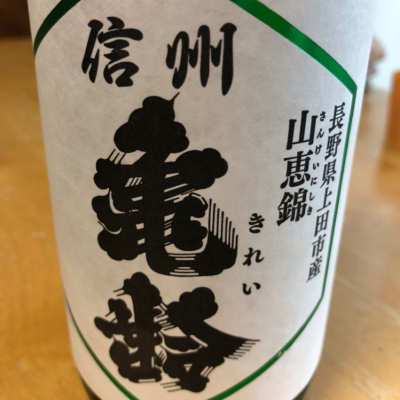 信州
亀齢
きれい
長野県上田市産
山恵錦
さんけいにしき